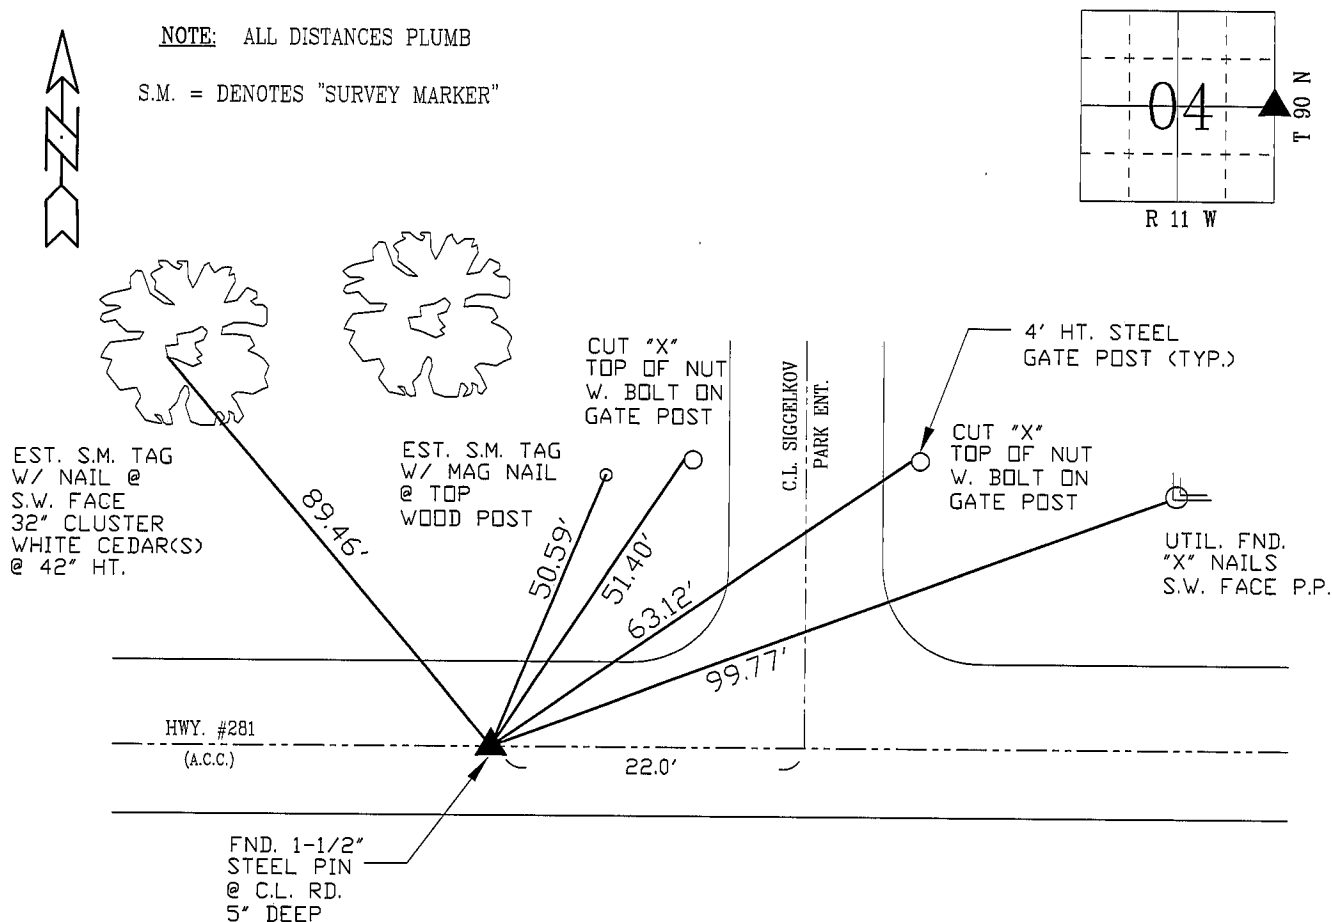 NOTE: ALL DISTANCES PLUMB
S.M. = DENOTES "SURVEY MARKER"
04
T 90 N
R 11 W
4' HT. STEEL
GATE POST (TYP.)
CUT "X"
TOP OF NUT
W. BOLT ON
GATE POST
C.L. SIGGELKOV
PARK ENT.
CUT "X"
TOP OF NUT
W. BOLT ON
GATE POST
EST. S.M. TAG
W/ NAIL @
S.W. FACE
32" CLUSTER
WHITE CEDAR(S)
@ 42" HT.
EST. S.M. TAG
W/ MAG NAIL
@ TOP
WOOD POST
UTIL. FND.
"X" NAILS
S.W. FACE P.P.
89.46'
50.59'
51.40'
63.12'
99.77'
HWY. #281
(A.C.C.)
22.0'
FND. 1-1/2"
STEEL PIN
@ C.L. RD.
5" DEEP